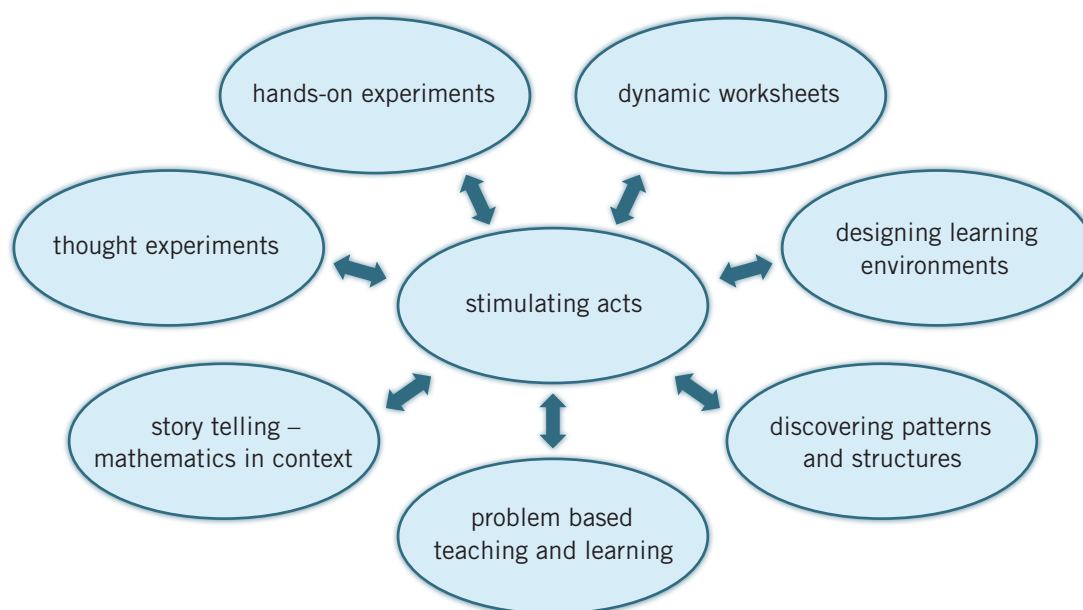 hands-on experiments
dynamic worksheets
thought experiments
designing learning
environments
stimulating acts
story telling –
mathematics in context
discovering patterns
and structures
problem based
teaching and learning